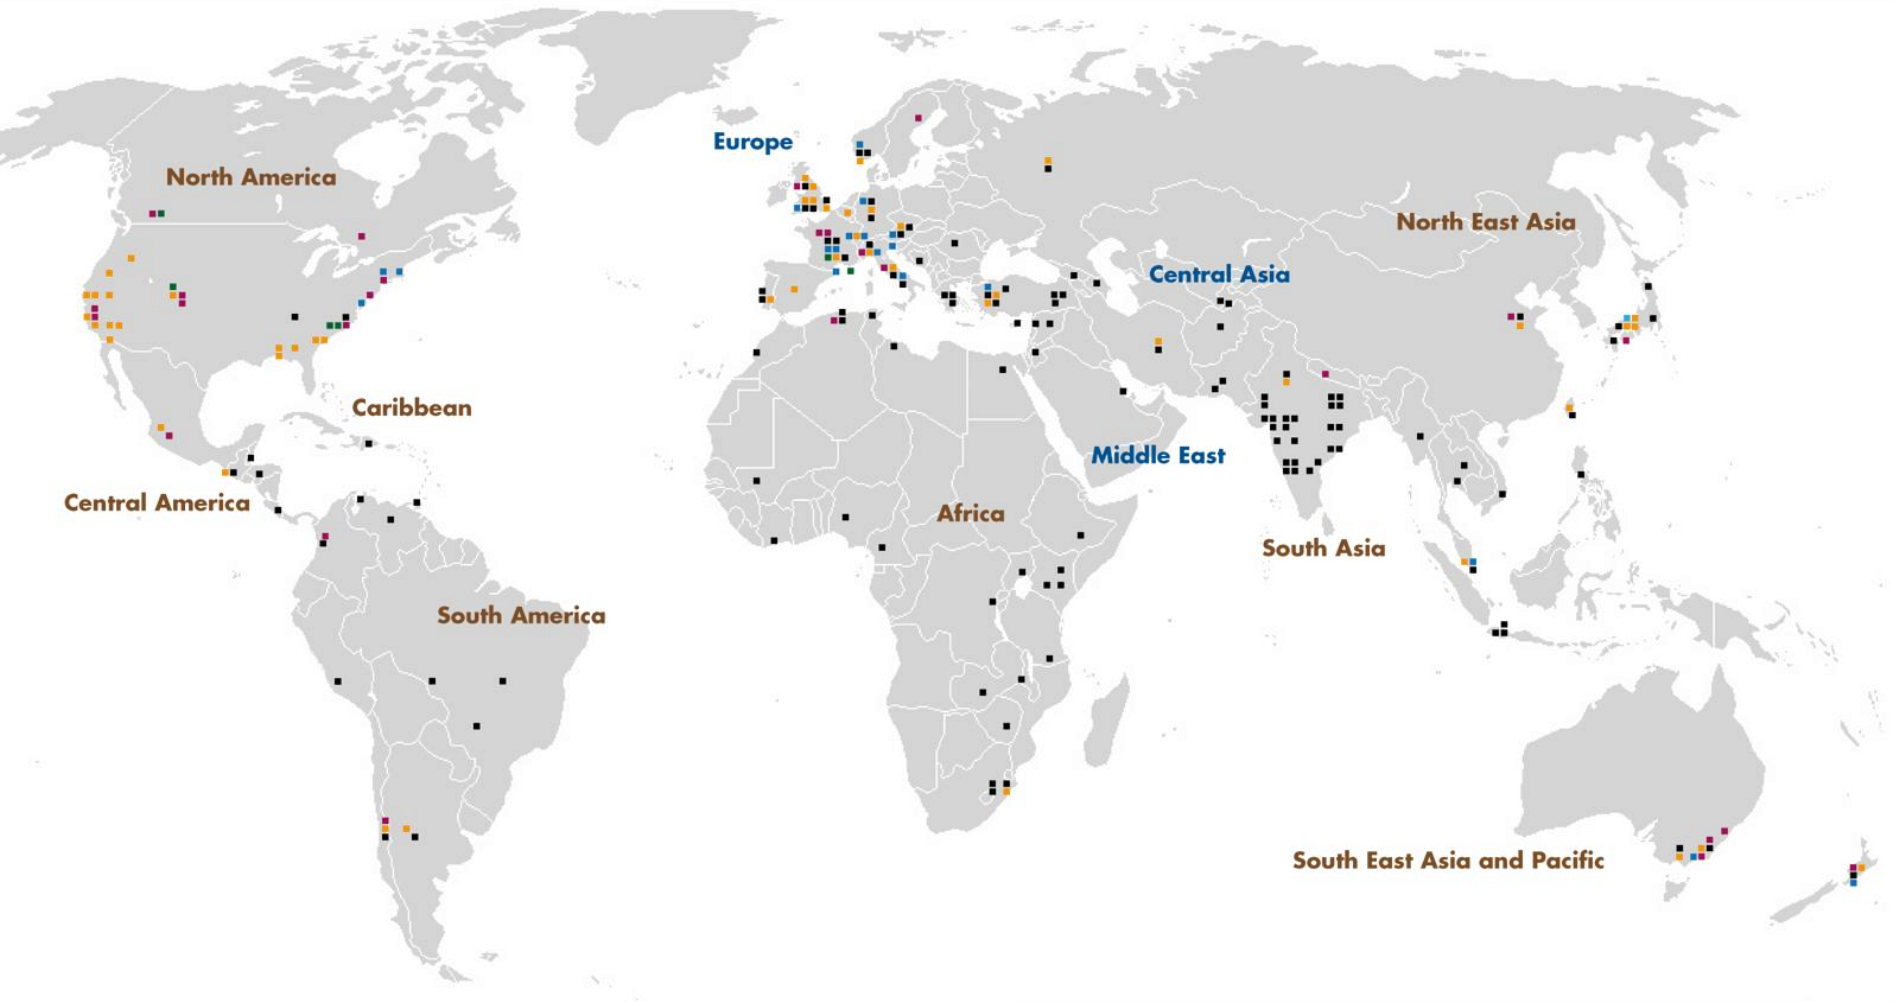 Europe
North America
North East Asia
Central Asia
Caribbean
Middle East
Central America
Africa
South Asia
South America
South East Asia and Pacific